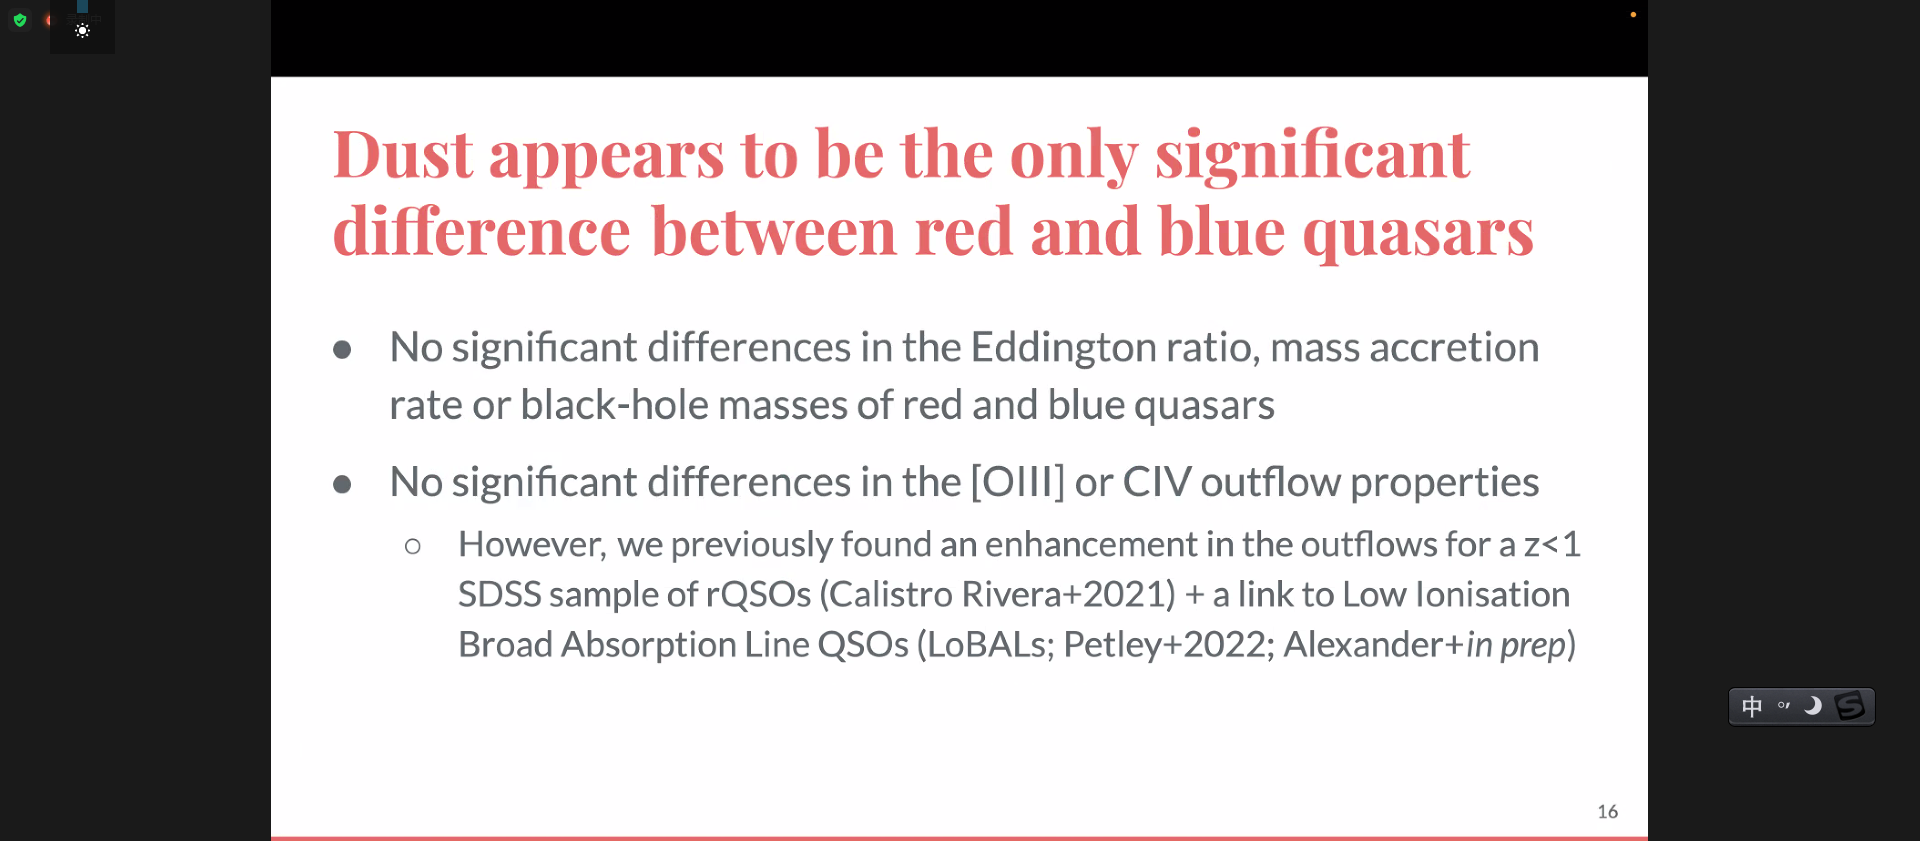 Dust appears to be the only significant
difference between red and blue quasars
● No significant differences in the Eddington ratio, mass accretion
rate or black-hole masses of red and blue quasars
● No significant differences in the [OIII] or CIV outflow properties
○ However, we previously found an enhancement in the outflows for a z<1
SDSS sample of rQSOs (Calistro Rivera+2021) + a link to Low Ionisation
Broad Absorption Line QSOs (LoBALs; Petley+2022; Alexander+in prep)
中
16